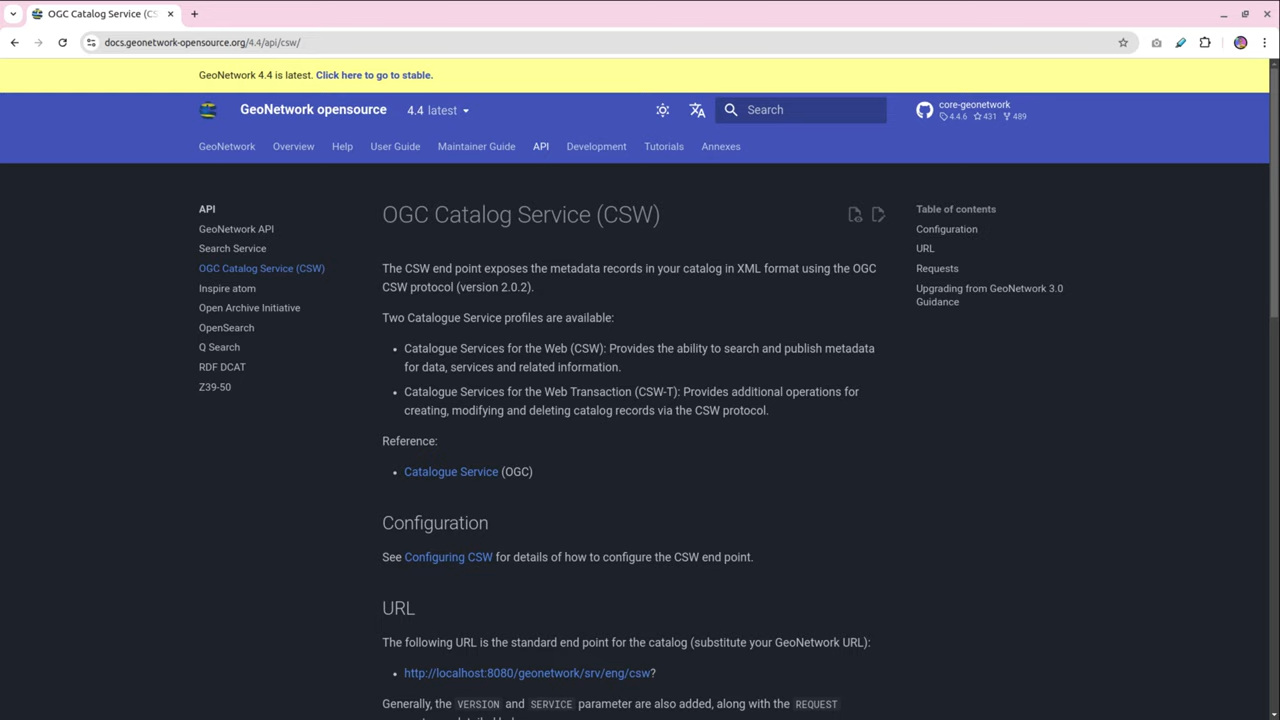 OGC Catalog Service (CS
docs.geonetwork-opensource.org/4.4/api/csw/
GeoNetwork 4.4 is latest. Click here to go to stable.
GeoNetwork opensource
4.4 latest
Search
core-geonetwork
4.4.6 431 489
GeoNetwork Overview Help User Guide Maintainer Guide API Development Tutorials Annexes
API
GeoNetwork API
Search Service
OGC Catalog Service (CSW)
Inspire atom
Open Archive Initiative
OpenSearch
Q Search
RDF DCAT
Z39-50
OGC Catalog Service (CSW)
The CSW end point exposes the metadata records in your catalog in XML format using the OGC
CSW protocol (version 2.0.2).
Two Catalogue Service profiles are available:
• Catalogue Services for the Web (CSW): Provides the ability to search and publish metadata
for data, services and related information.
• Catalogue Services for the Web Transaction (CSW-T): Provides additional operations for
creating, modifying and deleting catalog records via the CSW protocol.
Reference:
• Catalogue Service (OGC)
Configuration
See Configuring CSW for details of how to configure the CSW end point.
URL
The following URL is the standard end point for the catalog (substitute your GeoNetwork URL):
• http://localhost:8080/geonetwork/srv/eng/csw?
Generally, the VERSION and SERVICE parameter are also added, along with the REQUEST
Table of contents
Configuration
URL
Requests
Upgrading from GeoNetwork 3.0
Guidance